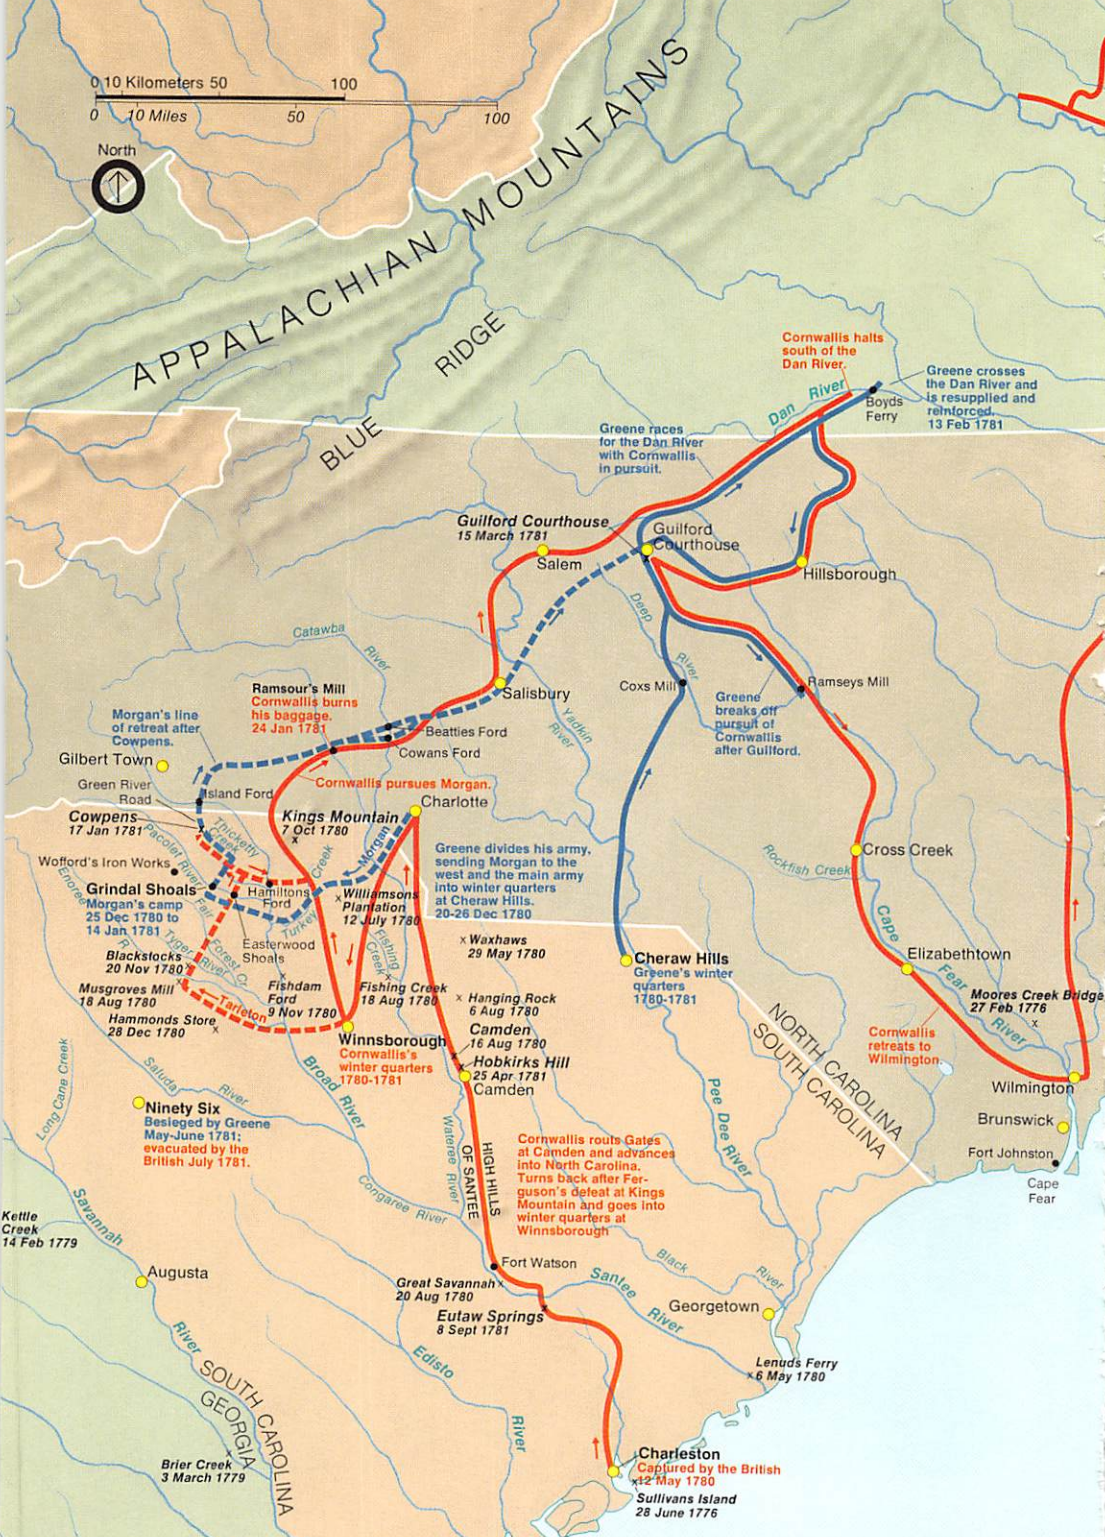 0 10 Kilometers 50 100
0 10 Miles 50 100
North
APPALACHIAN MOUNTAINS
BLUE RIDGE
Cornwallis halts
south of the
Dan River.
Dan River
Boyds
Ferry
Greene crosses
the Dan River and
is resupplied and
reinforced.
13 Feb 1781
Greene races
for the Dan River
with Cornwallis
in pursuit.
Guilford Courthouse
15 March 1781
Guilford
Courthouse
Salem
Hillsborough
Deep
River
Catawba
River
Ramsour's Mill
Cornwallis burns
his baggage.
24 Jan 1781
Salisbury
Yadkin
River
Coxs Mill
Ramseys Mill
Greene
breaks off
pursuit of
Cornwallis
after Guilford.
Morgan's line
of retreat after
Cowpens.
Beatties Ford
Cowans Ford
Gilbert Town
Green River
Road
Island Ford
Cornwallis pursues Morgan.
Charlotte
Cowpens
17 Jan 1781
Kings Mountain
7 Oct 1780
Thicketty
Creek
Pacolet River
Morgan
Creek
Turkey
Greene divides his army,
sending Morgan to the
west and the main army
into winter quarters
at Cheraw Hills.
20-26 Dec 1780
Rockfish Creek
Cross Creek
Wofford's Iron Works
Enoree
R
Grindal Shoals
Morgan's camp
25 Dec 1780 to
14 Jan 1781
Hamiltons
Ford
Fair
Forest Cr
Williamsons
Plantation
12 July 1780
Easterwood
Shoals
Tyger River
Fishing
Creek
Blackstocks
20 Nov 1780
Waxhaws
29 May 1780
Cheraw Hills
Greene's winter
quarters
1780-1781
Cape
Fear
River
Elizabethtown
Musgroves Mill
18 Aug 1780
Tarleton
Fishdam
Ford
9 Nov 1780
Fishing Creek
18 Aug 1780
Hanging Rock
6 Aug 1780
Moores Creek Bridge
27 Feb 1776
Hammonds Store
28 Dec 1780
Winnsborough
Cornwallis's
winter quarters
1780-1781
Camden
16 Aug 1780
Hobkirks Hill
25 Apr 1781
Camden
NORTH CAROLINA
SOUTH CAROLINA
Cornwallis
retreats to
Wilmington.
Wilmington
Brunswick
Fort Johnston
Cape
Fear
Long Cane Creek
Saluda
River
Broad River
Ninety Six
Besieged by Greene
May-June 1781;
evacuated by the
British July 1781.
Wateree River
HIGH HILLS
OF SANTEE
Pee Dee River
Cornwallis routs Gates
at Camden and advances
into North Carolina.
Turns back after Fer-
guson's defeat at Kings
Mountain and goes into
winter quarters at
Winnsborough
Congaree River
Savannah
River
Kettle
Creek
14 Feb 1779
Augusta
Fort Watson
Black
River
Great Savannah
20 Aug 1780
Santee
River
Georgetown
Eutaw Springs
8 Sept 1781
Edisto
River
Lenuds Ferry
6 May 1780
SOUTH CAROLINA
GEORGIA
Brier Creek
3 March 1779
Charleston
Captured by the British
12 May 1780
Sullivans Island
28 June 1776